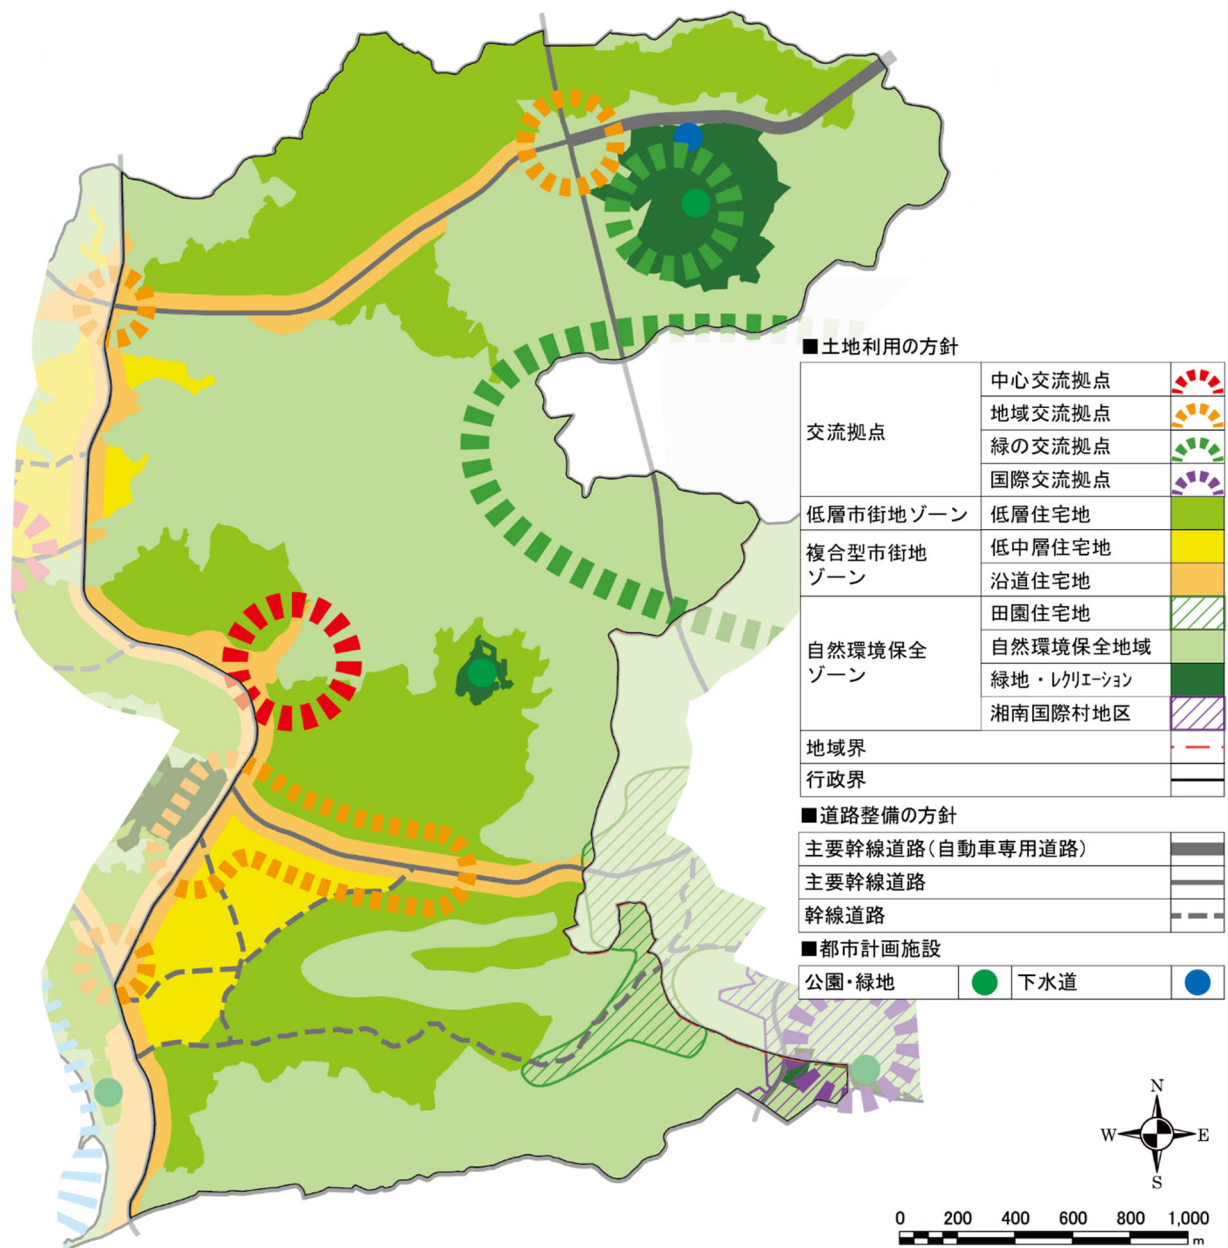 ■土地利用の方針
交流拠点
中心交流拠点
地域交流拠点
緑の交流拠点
国際交流拠点
低層市街地ゾーン
低層住宅地
複合型市街地
ゾーン
低中層住宅地
沿道住宅地
自然環境保全
ゾーン
田園住宅地
自然環境保全地域
緑地・ﾚｸﾘｴｰｼｮﾝ
湘南国際村地区
地域界
行政界
■道路整備の方針
主要幹線道路（自動車専用道路）
主要幹線道路
幹線道路
■都市計画施設
公園・緑地
下水道
N
W
E
S
0 200 400 600 800 1,000
m